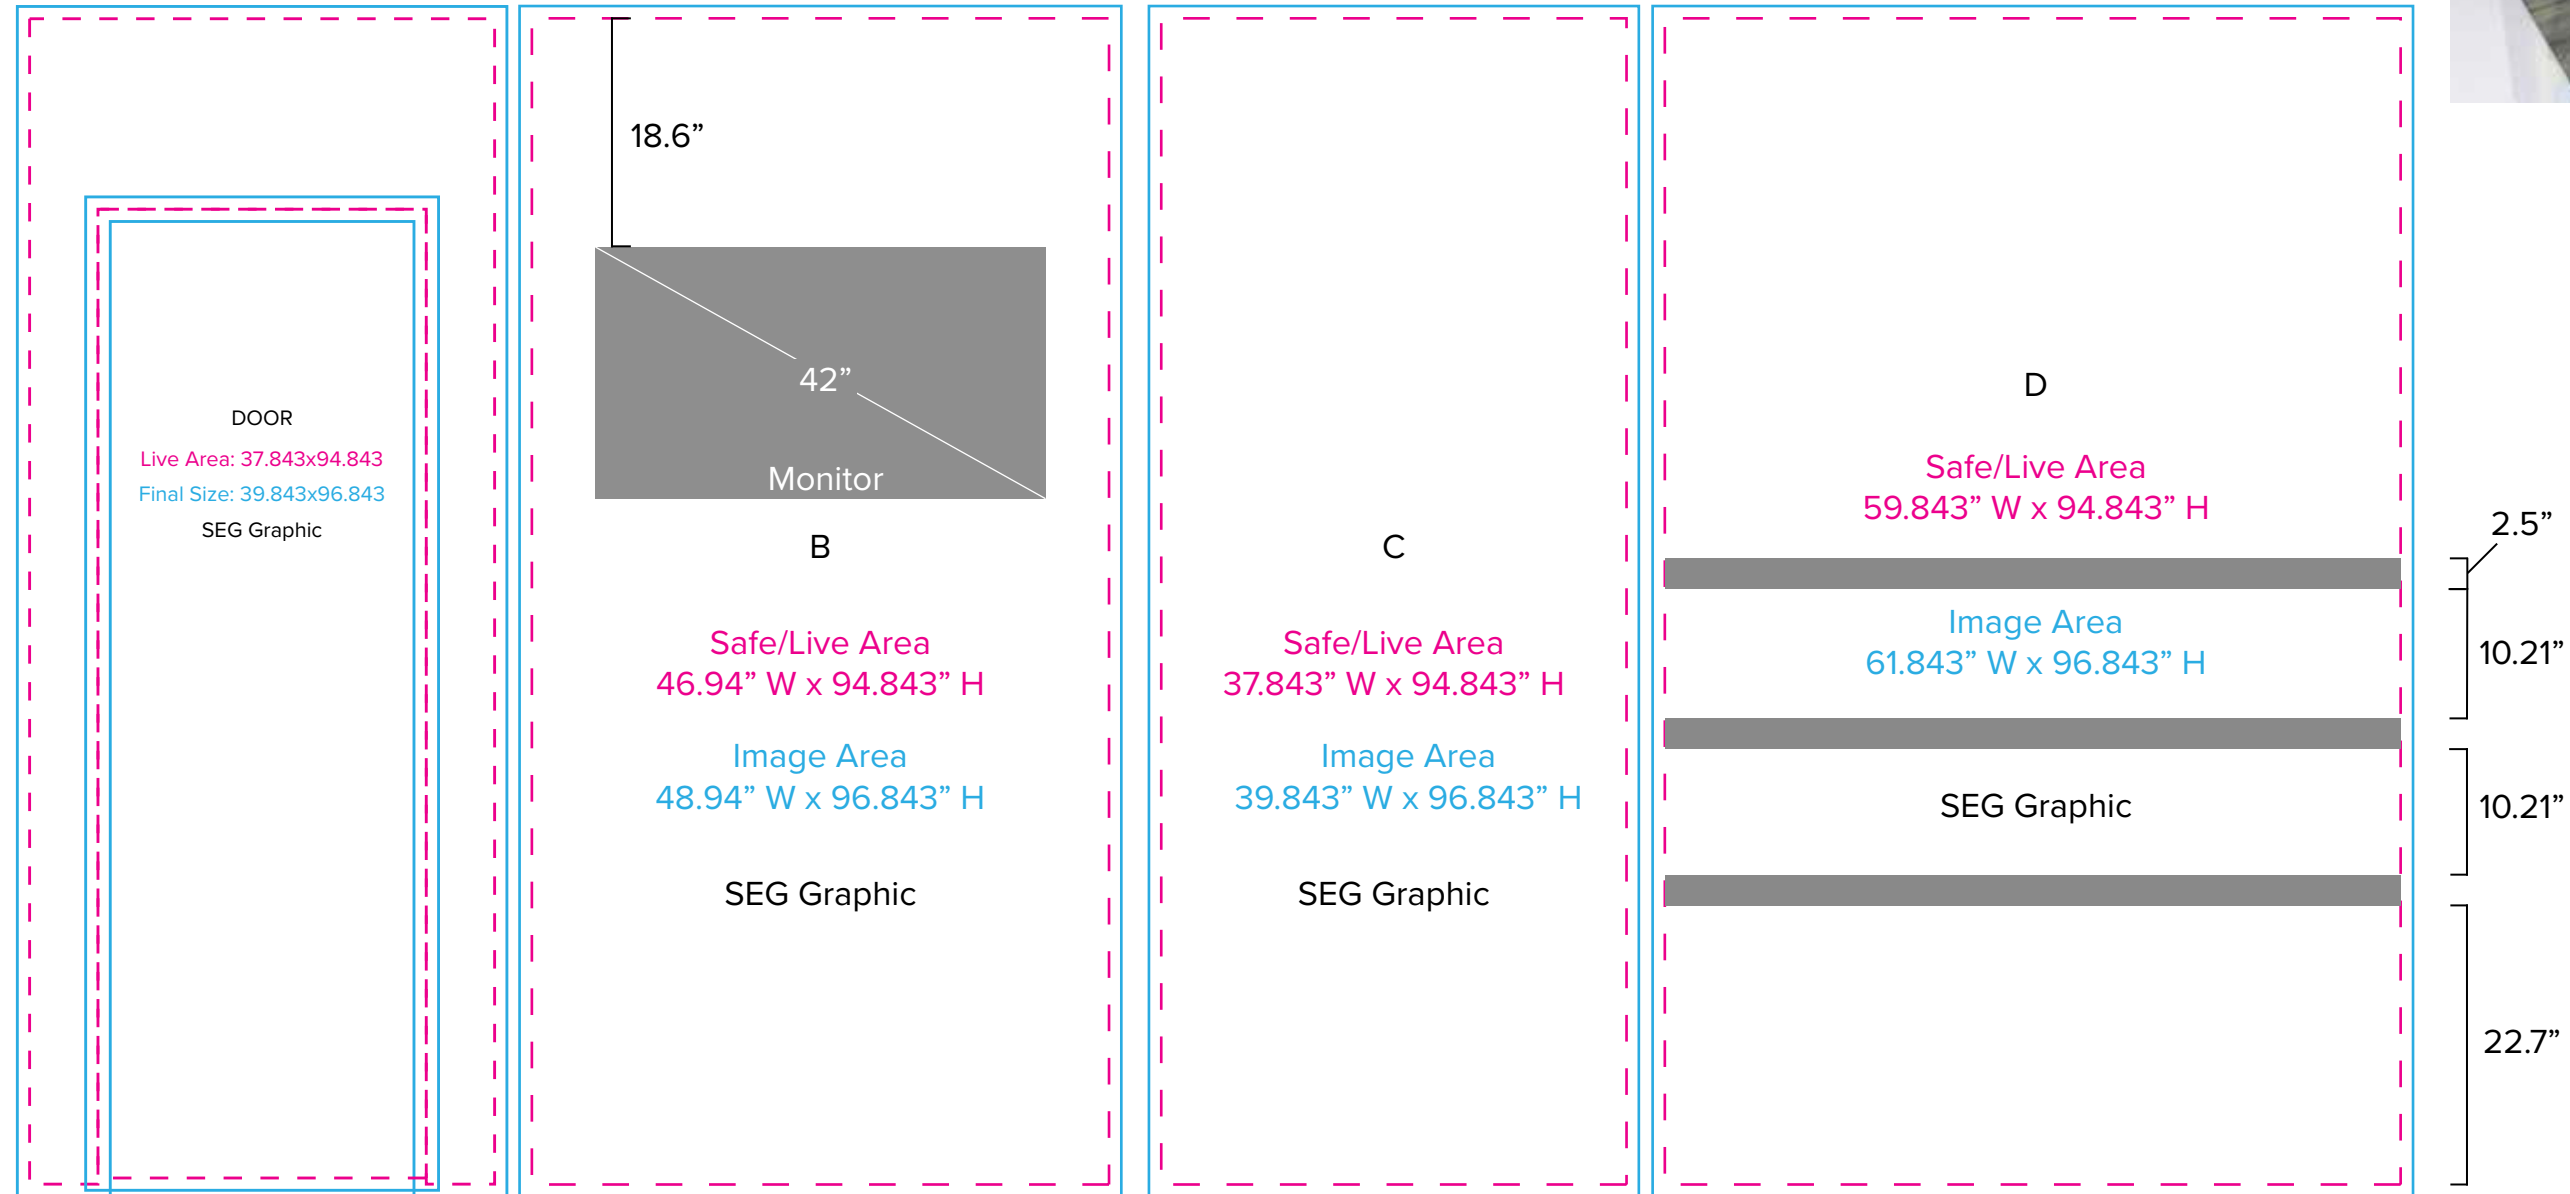 DOOR
Live Area: 37.843x94.843
Final Size: 39.843x96.843
SEG Graphic
18.6”
42”
Monitor
B
Safe/Live Area
46.94” W x 94.843” H
Image Area
48.94” W x 96.843” H
SEG Graphic
C
Safe/Live Area
37.843” W x 94.843” H
Image Area
39.843” W x 96.843” H
SEG Graphic
D
Safe/Live Area
59.843” W x 94.843” H
Image Area
61.843” W x 96.843” H
SEG Graphic
2.5”
10.21”
10.21”
22.7”